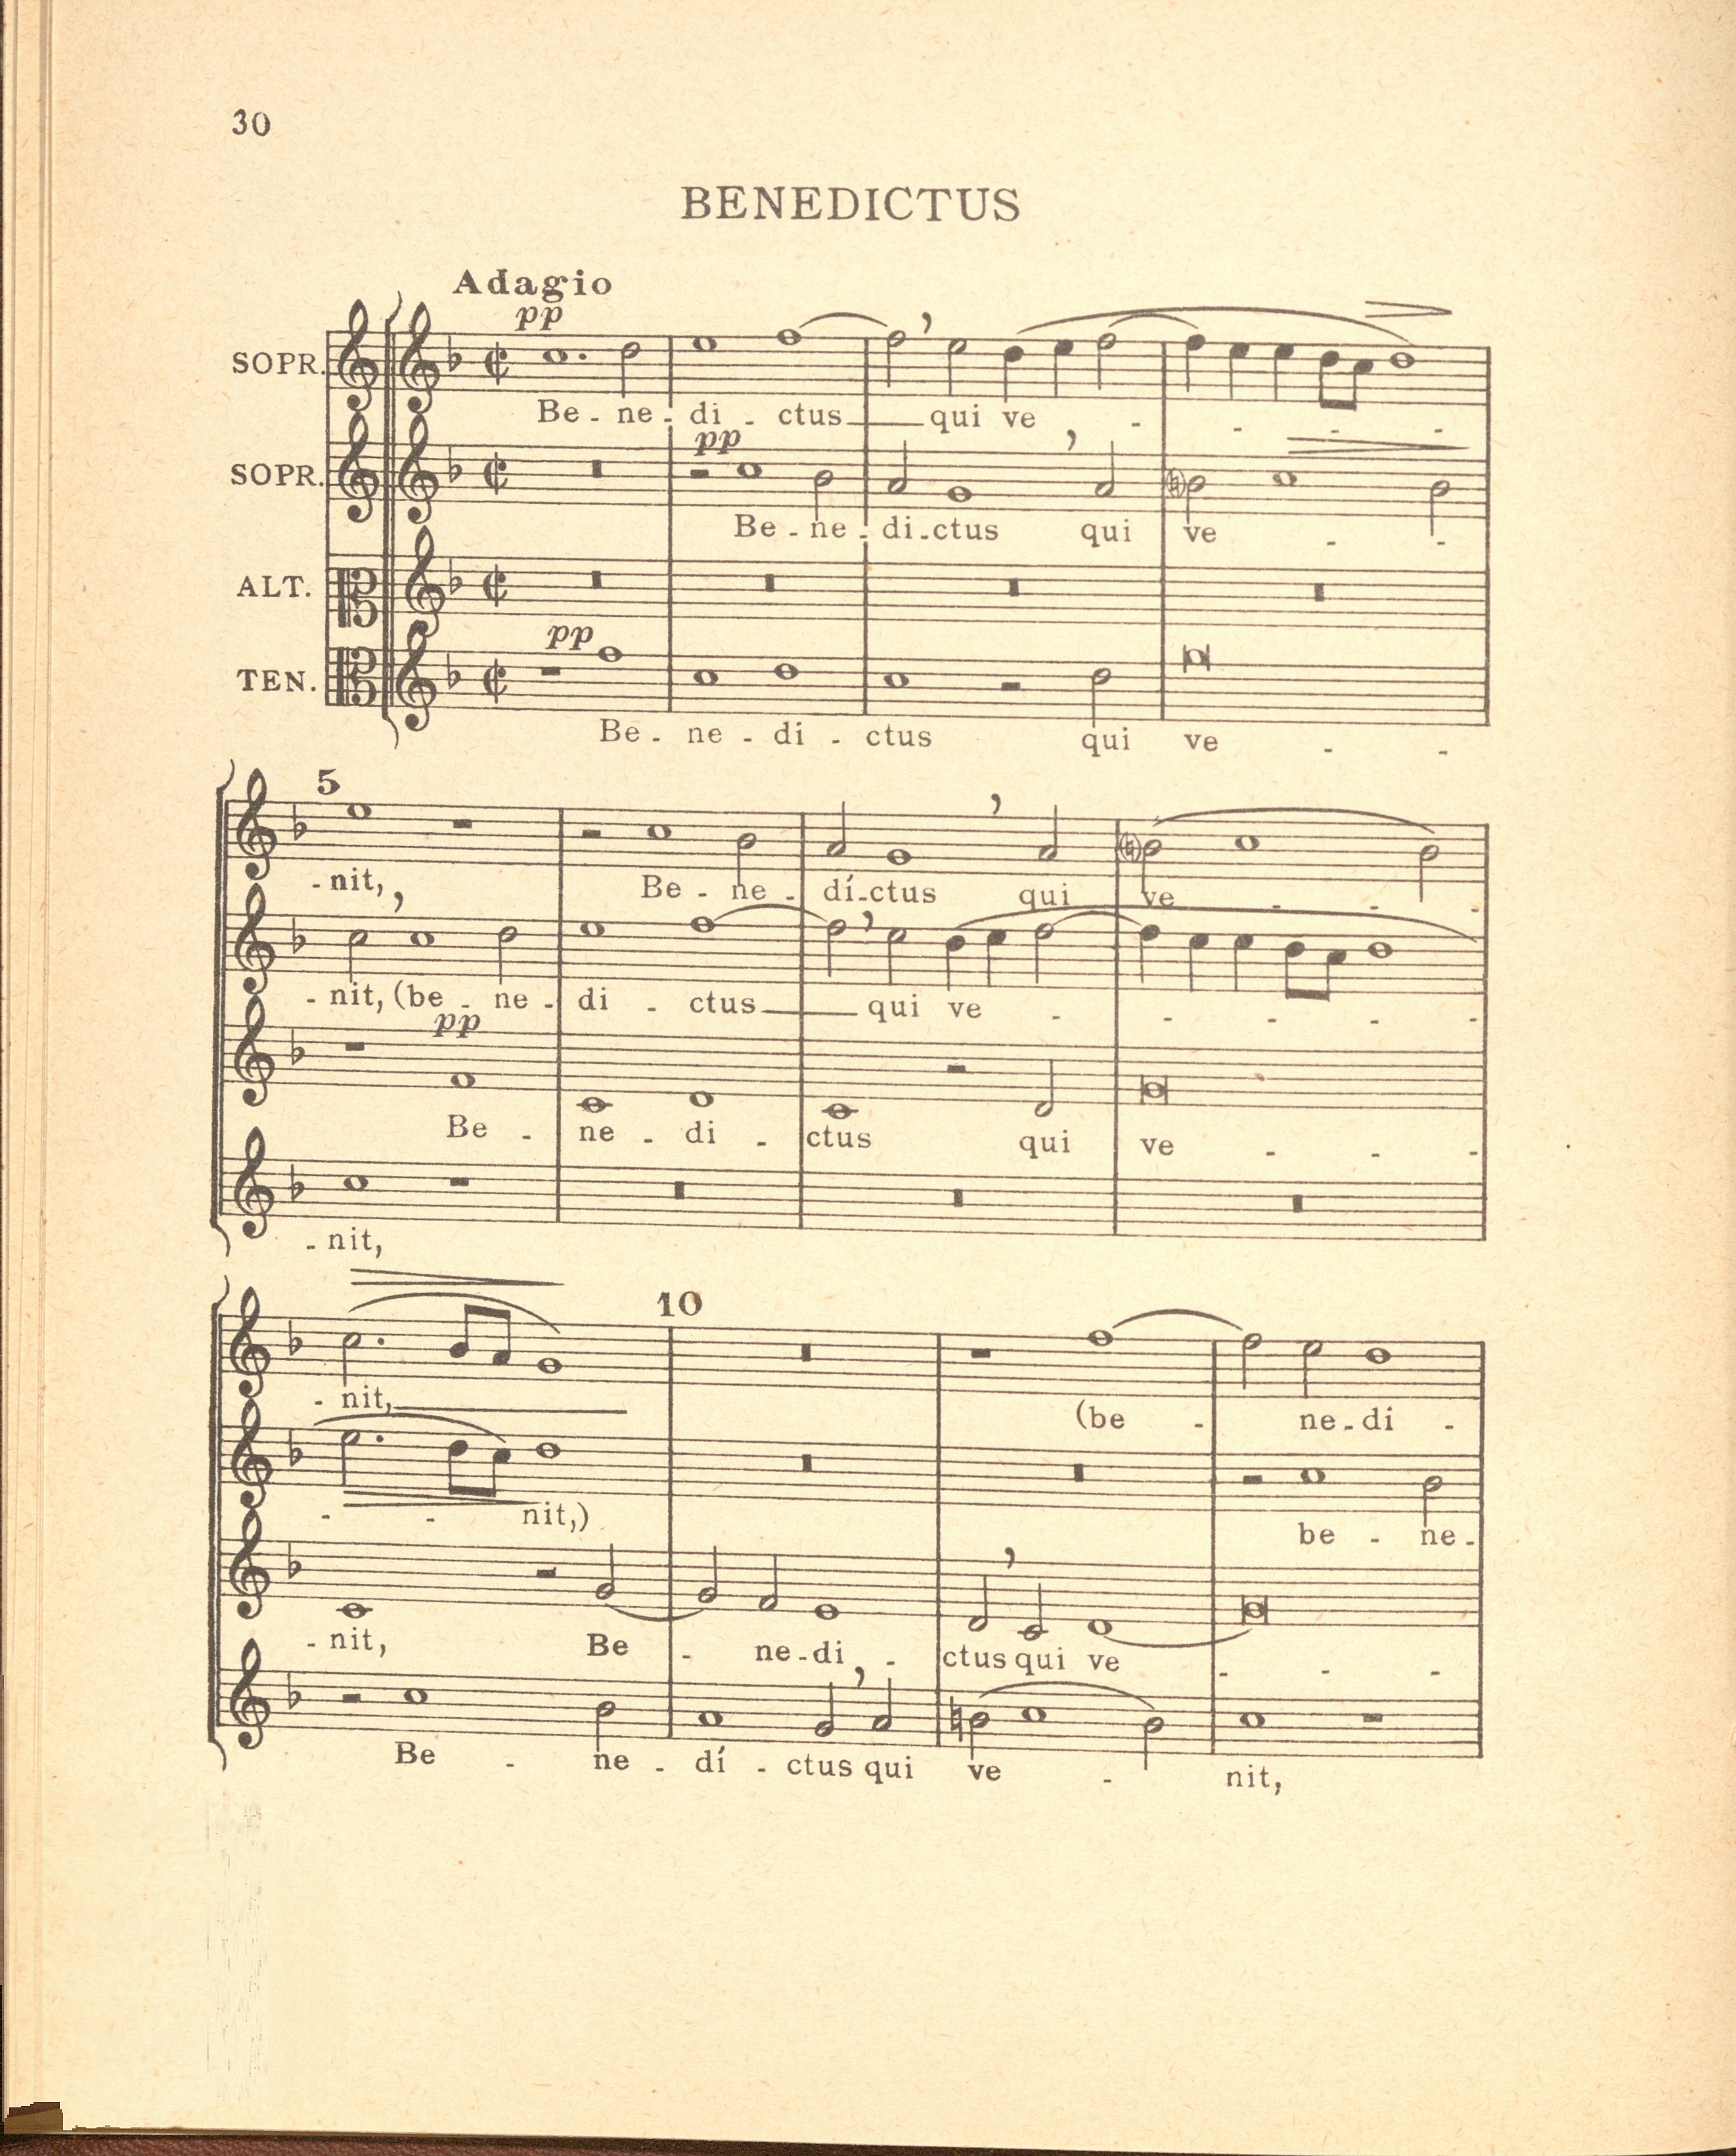 30
BENEDICTUS
Adagio
pp
SOPR.
Be - ne - di - ctus qui ve - - - -
pp
SOPR.
Be - ne - di - ctus qui ve - -
ALT.
pp
TEN.
Be - ne - di - ctus qui ve - -
5
- nit, Be - ne - dí - ctus qui ve - - -
- nit, (be - ne - di - ctus qui ve - - - - -
pp
Be - ne - di - ctus qui ve - - -
- nit,
10
- nit, (be - ne - di -
- - nit,) be - ne -
- nit, Be - ne - di - ctus qui ve - - -
Be - ne - dí - ctus qui ve - nit,